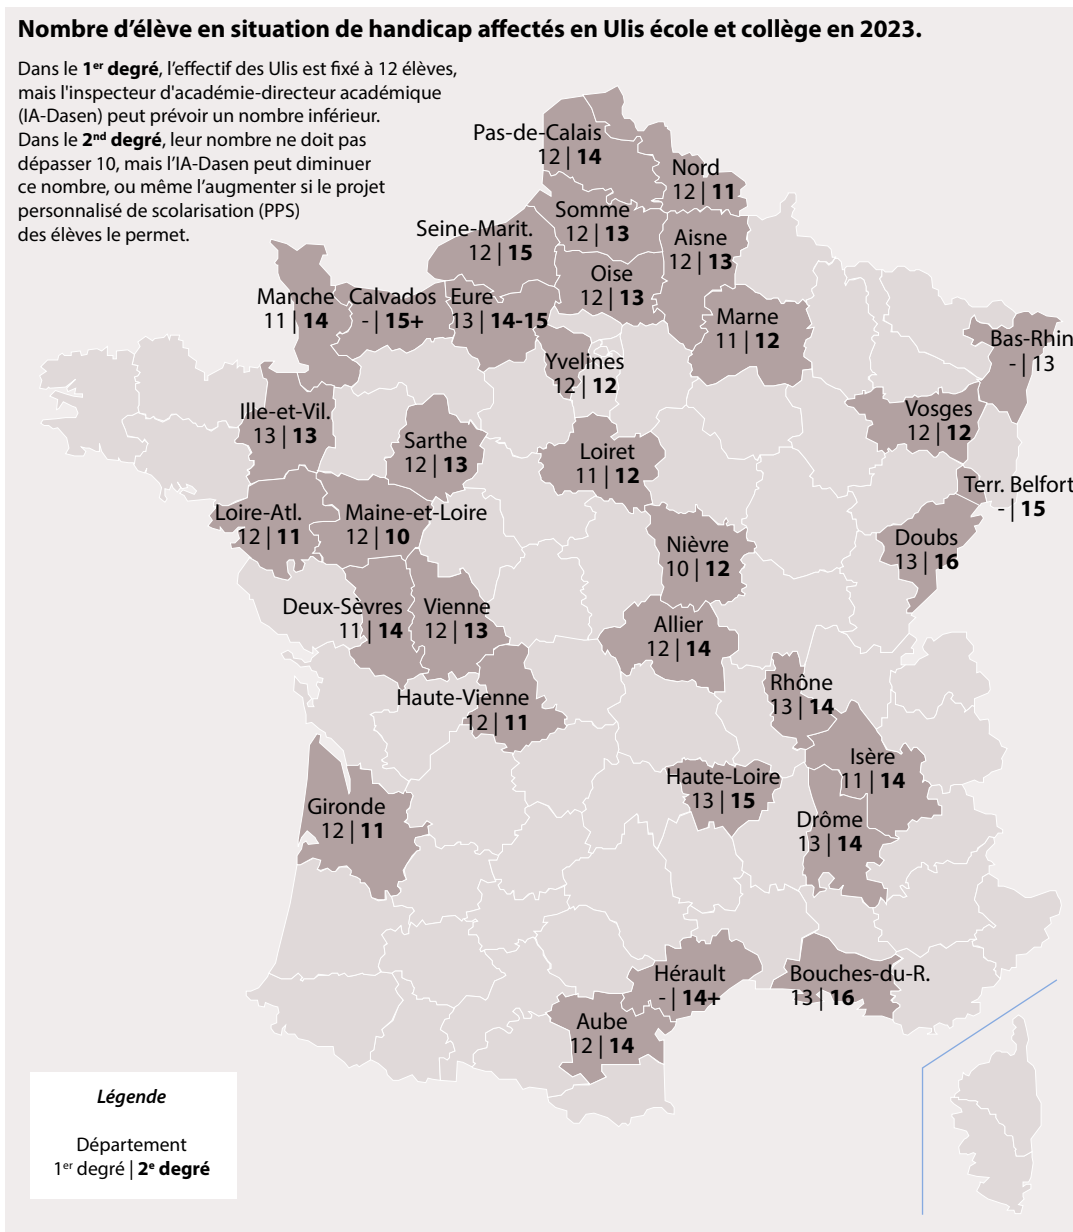 Nombre d’élève en situation de handicap affectés en Ulis école et collège en 2023.
Dans le 1er degré, l’effectif des Ulis est fixé à 12 élèves,
mais l'inspecteur d'académie-directeur académique
(IA-Dasen) peut prévoir un nombre inférieur.
Dans le 2nd degré, leur nombre ne doit pas
dépasser 10, mais l’IA-Dasen peut diminuer
ce nombre, ou même l’augmenter si le projet
personnalisé de scolarisation (PPS)
des élèves le permet.
Pas-de-Calais
12 | 14
Nord
12 | 11
Somme
12 | 13
Seine-Marit.
12 | 15
Aisne
12 | 13
Oise
12 | 13
Manche
11 | 14
Calvados
- | 15+
Eure
13 | 14-15
Marne
11 | 12
Bas-Rhin
- | 13
Yvelines
12 | 12
Ille-et-Vil.
13 | 13
Vosges
12 | 12
Sarthe
12 | 13
Loiret
11 | 12
Terr. Belfort
- | 15
Loire-Atl.
12 | 11
Maine-et-Loire
12 | 10
Nièvre
10 | 12
Doubs
13 | 16
Deux-Sèvres
11 | 14
Vienne
12 | 13
Allier
12 | 14
Rhône
13 | 14
Haute-Vienne
12 | 11
Isère
11 | 14
Haute-Loire
13 | 15
Gironde
12 | 11
Drôme
13 | 14
Hérault
- | 14+
Bouches-du-R.
13 | 16
Aube
12 | 14
Légende
Département
1er degré | 2e degré